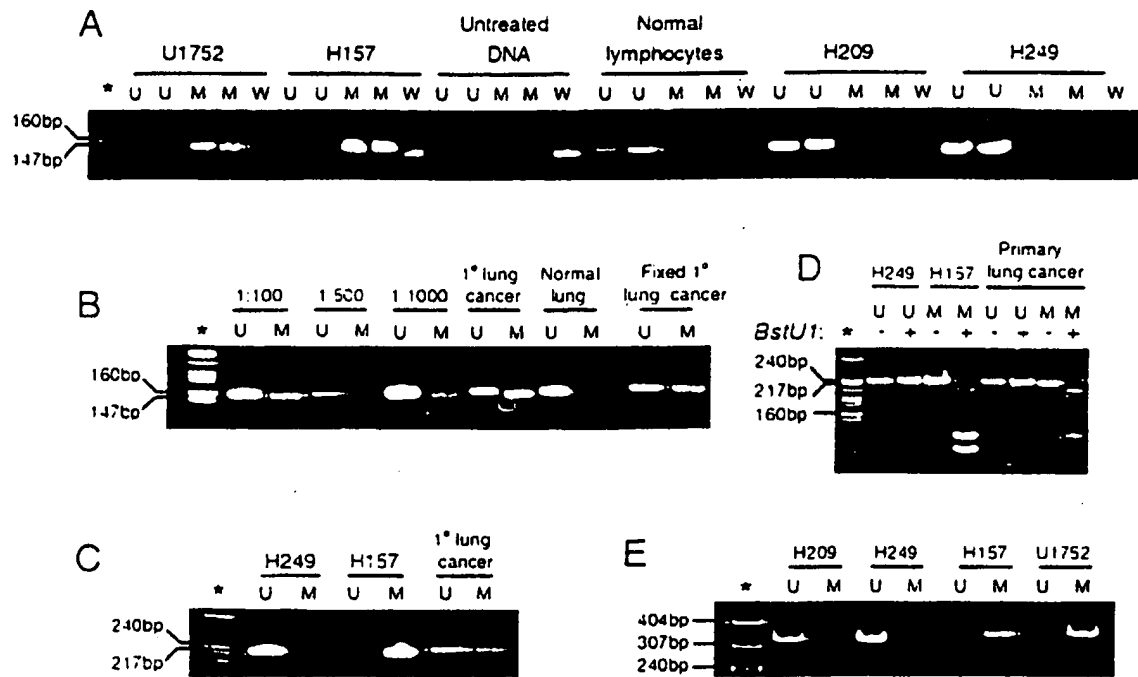 A
Untreated DNA
Normal lymphocytes
U1752 H157 H209 H249
* U U M M W U U M M W U U M M W U U M M W U U M M W U U M M W
160bp
147bp
B
1:100 1 500 1 1000 1° lung cancer Normal lung Fixed 1° lung cancer
* U M U M U M U M U M U M
160bp
147bp
D
H249 H157 Primary lung cancer
U U M M U U M M
BstU1: * - + - + - + - +
240bp
217bp
160bp
C
H249 H157 1° lung cancer
* U M U M U M
240bp
217bp
E
H209 H249 H157 U1752
* U M U M U M U M
404bp
307bp
240bp